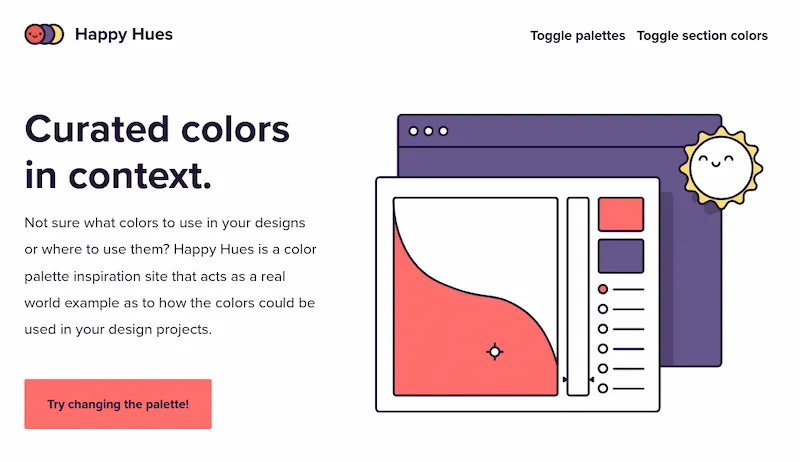 Happy Hues
Toggle palettes
Toggle section colors
Curated colors
in context.
Not sure what colors to use in your designs
or where to use them? Happy Hues is a color
palette inspiration site that acts as a real
world example as to how the colors could be
used in your design projects.
Try changing the palette!